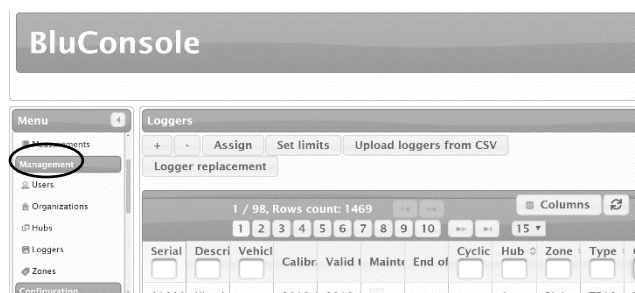 BluConsole
Menu
Measurements
Management
Users
Organizations
Hubs
Loggers
Zones
Configuration
Loggers
+ - Assign Set limits Upload loggers from CSV
Logger replacement
1 / 98, Rows count: 1469
Columns
1 2 3 4 5 6 7 8 9 10 15
Serial Descri Vehicl Calibr Valid t Mainte End of Cyclic Hub Zone Type